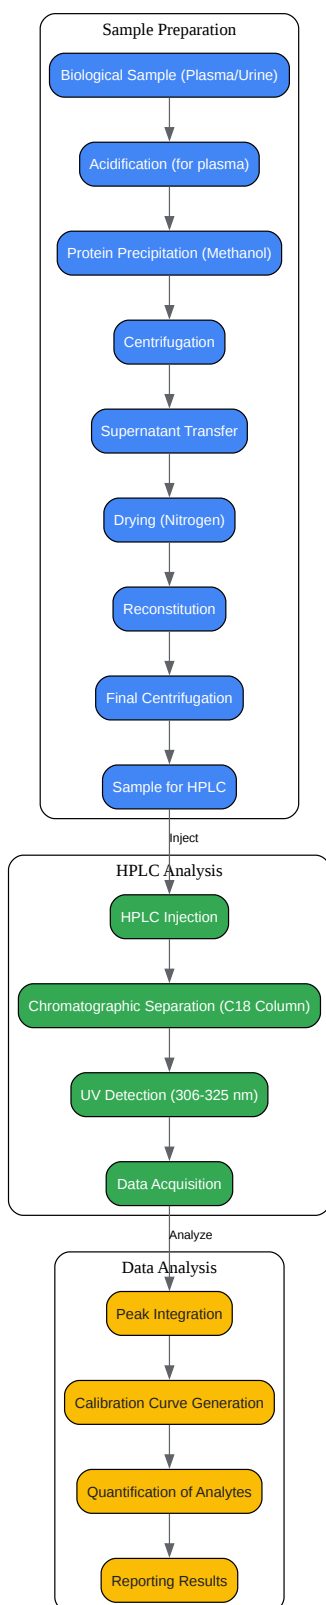 Sample Preparation
Biological Sample (Plasma/Urine)
Acidification (for plasma)
Protein Precipitation (Methanol)
Centrifugation
Supernatant Transfer
Drying (Nitrogen)
Reconstitution
Final Centrifugation
Sample for HPLC
Inject
HPLC Analysis
HPLC Injection
Chromatographic Separation (C18 Column)
UV Detection (306-325 nm)
Data Acquisition
Analyze
Data Analysis
Peak Integration
Calibration Curve Generation
Quantification of Analytes
Reporting Results